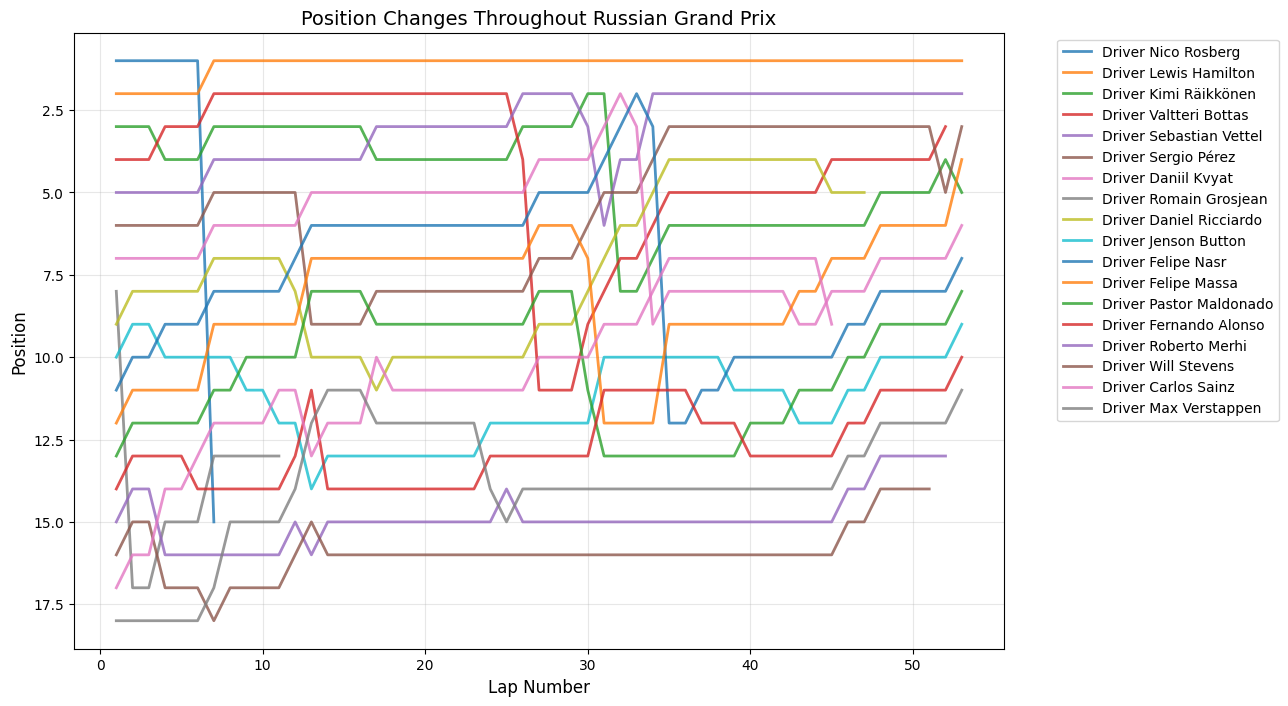 Position Changes Throughout Russian Grand Prix
Position
2.5
5.0
7.5
10.0
12.5
15.0
17.5
0
10
20
30
40
50
Lap Number
Driver Nico Rosberg
Driver Lewis Hamilton
Driver Kimi Räikkönen
Driver Valtteri Bottas
Driver Sebastian Vettel
Driver Sergio Pérez
Driver Daniil Kvyat
Driver Romain Grosjean
Driver Daniel Ricciardo
Driver Jenson Button
Driver Felipe Nasr
Driver Felipe Massa
Driver Pastor Maldonado
Driver Fernando Alonso
Driver Roberto Merhi
Driver Will Stevens
Driver Carlos Sainz
Driver Max Verstappen